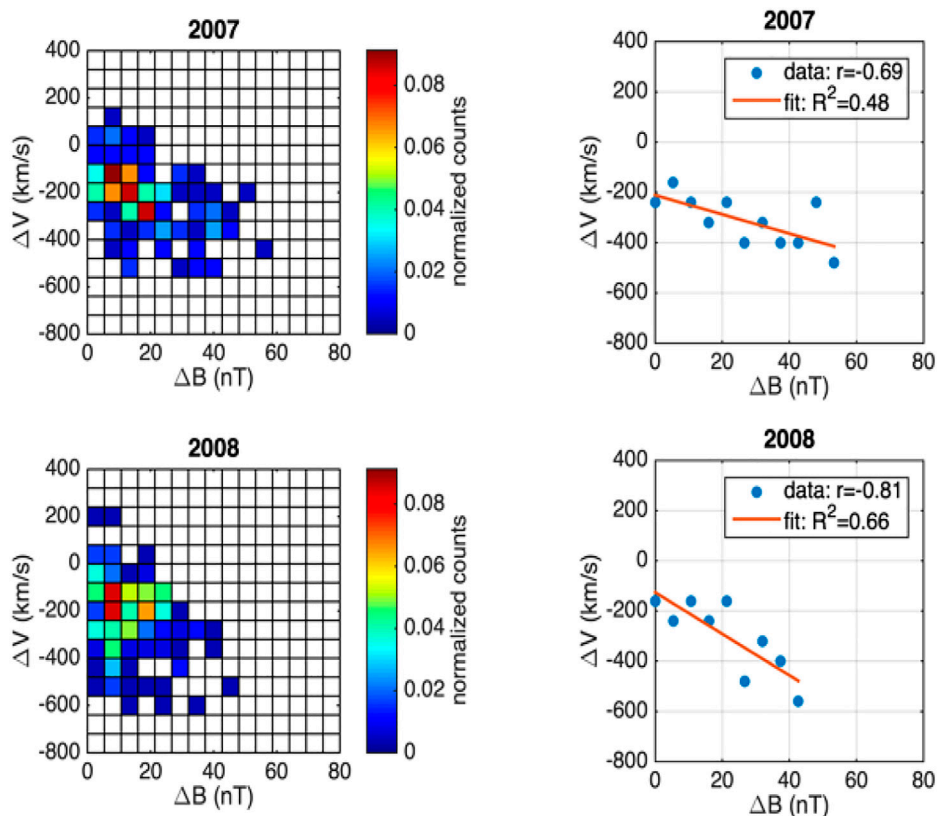 2007
400
200
0
-200
-400
-600
-800
ΔV (km/s)
0 20 40 60 80
ΔB (nT)
0.08
0.06
0.04
0.02
0
normalized counts
2007
400
200
0
-200
-400
-600
-800
ΔV (km/s)
data: r=-0.69
fit: R²=0.48
0 20 40 60 80
ΔB (nT)
2008
400
200
0
-200
-400
-600
-800
ΔV (km/s)
0 20 40 60 80
ΔB (nT)
0.08
0.06
0.04
0.02
0
normalized counts
2008
400
200
0
-200
-400
-600
-800
ΔV (km/s)
data: r=-0.81
fit: R²=0.66
0 20 40 60 80
ΔB (nT)